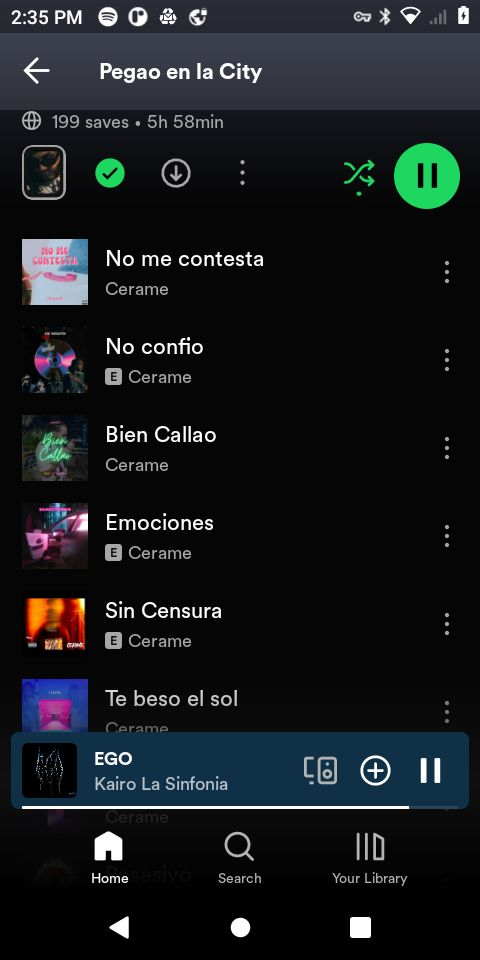 2:35 PM
Pegao en la City
199 saves • 5h 58min
NO ME CONTESTA
No me contesta
Cerame
No confio
E Cerame
Bien Callao
Bien Callao
Cerame
EMOCIONES
Emociones
E Cerame
Sin Censura
E Cerame
Te beso el sol
Cerame
EGO
Kairo La Sinfonia
Cerame
Home
Search
Your Library